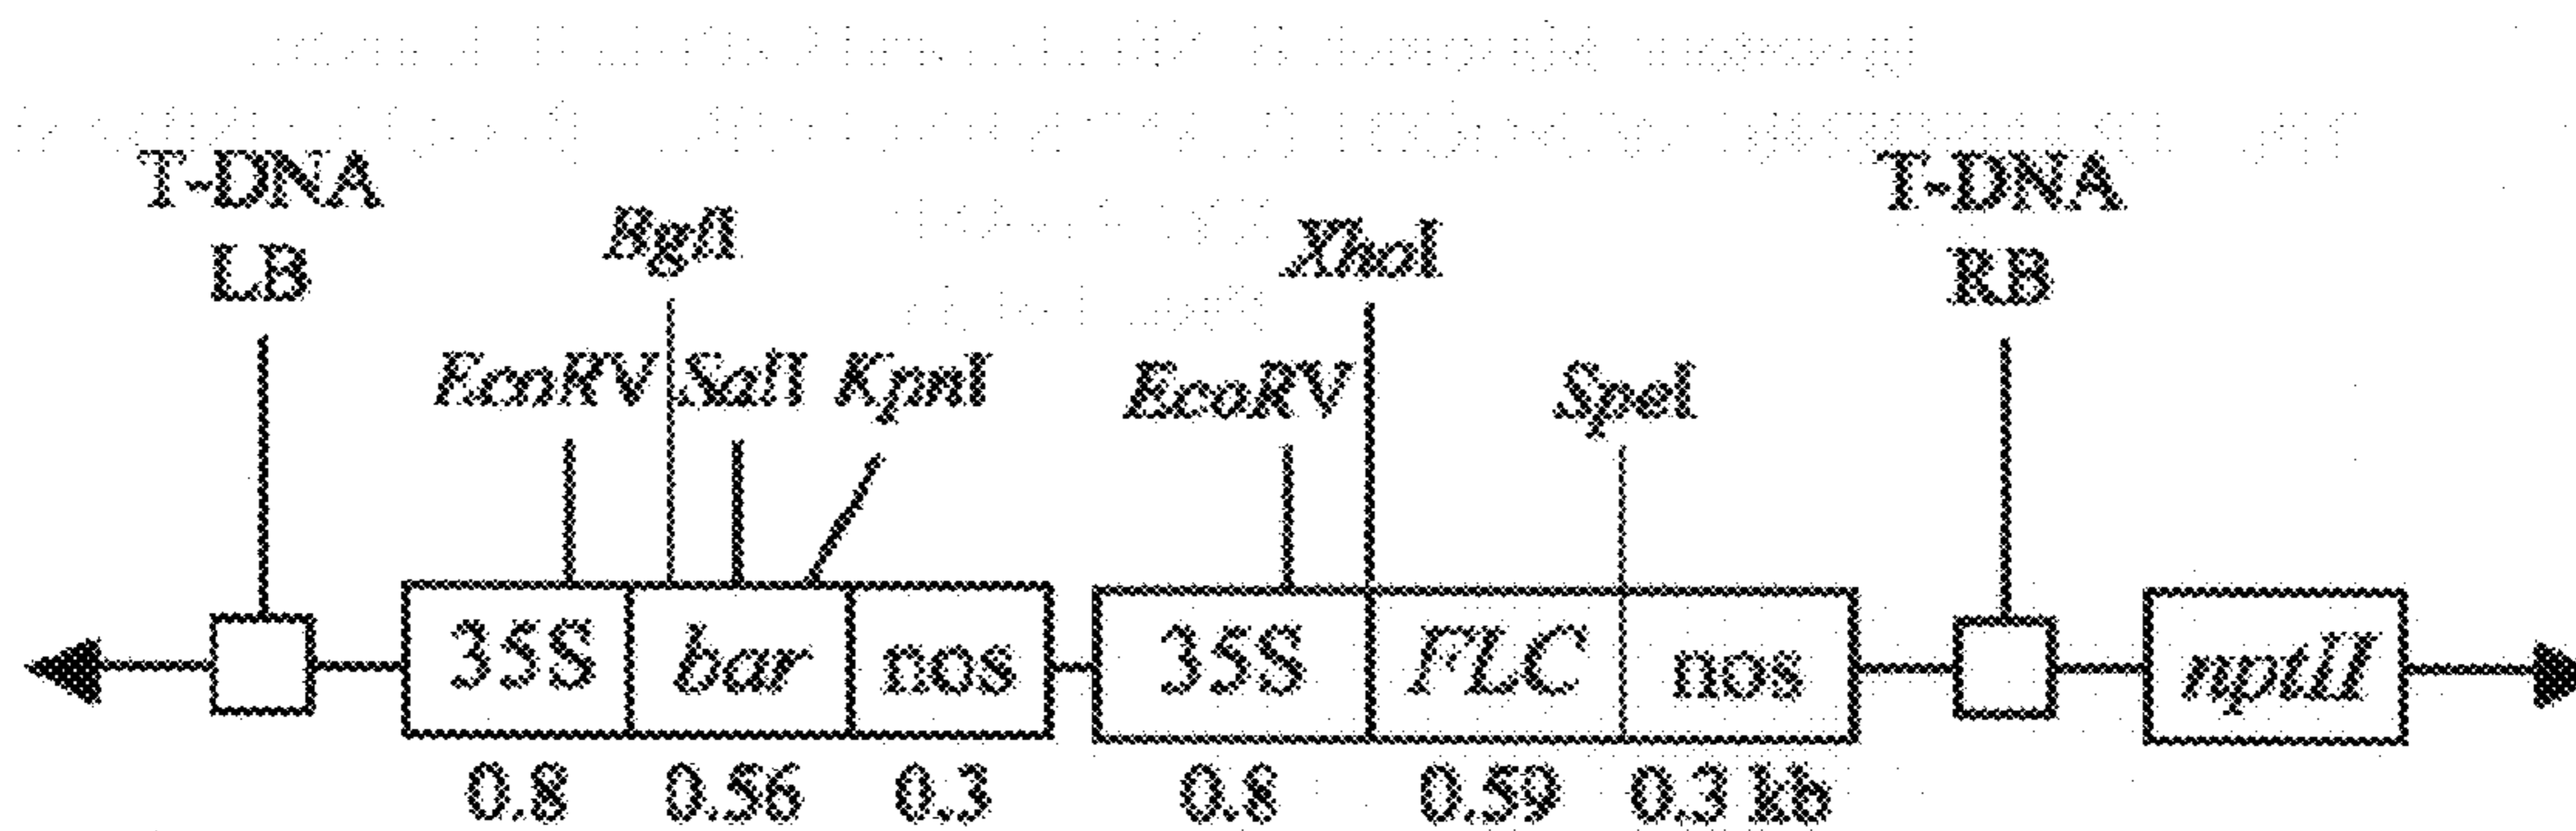 T-DNA LB
BglI
XhoI
T-DNA RB
EcoRV SalI KpnI EcoRV SpeI
35S bar nos 35S FLC nos nptII
0.8 0.56 0.3 0.8 0.59 0.3 kb